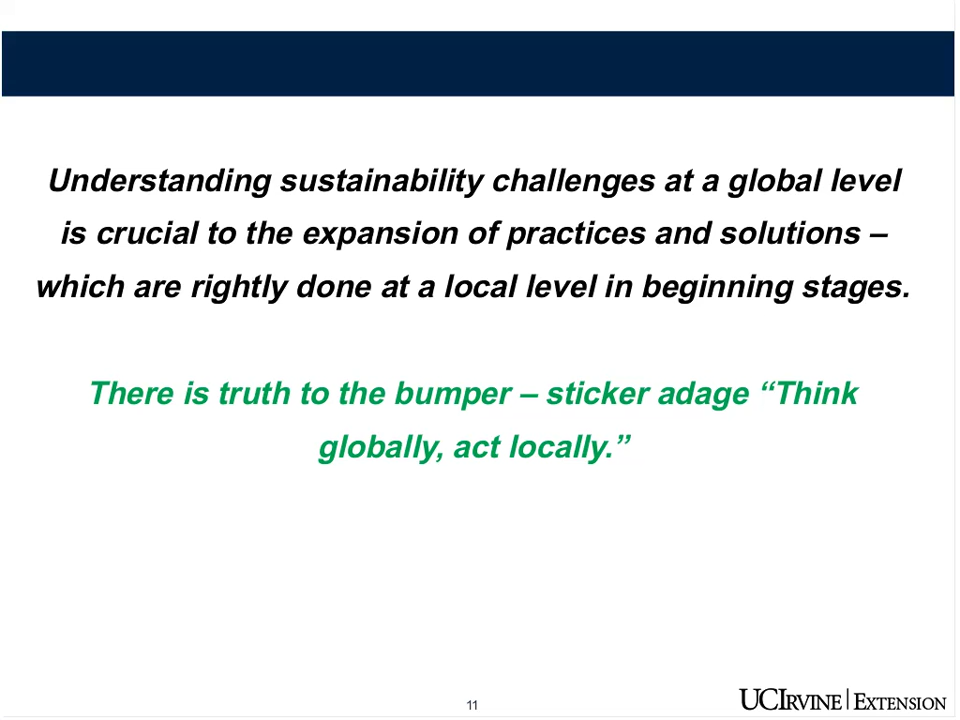 Understanding sustainability challenges at a global level
is crucial to the expansion of practices and solutions –
which are rightly done at a local level in beginning stages.
There is truth to the bumper – sticker adage “Think
globally, act locally.”
11
UCIRVINE | EXTENSION